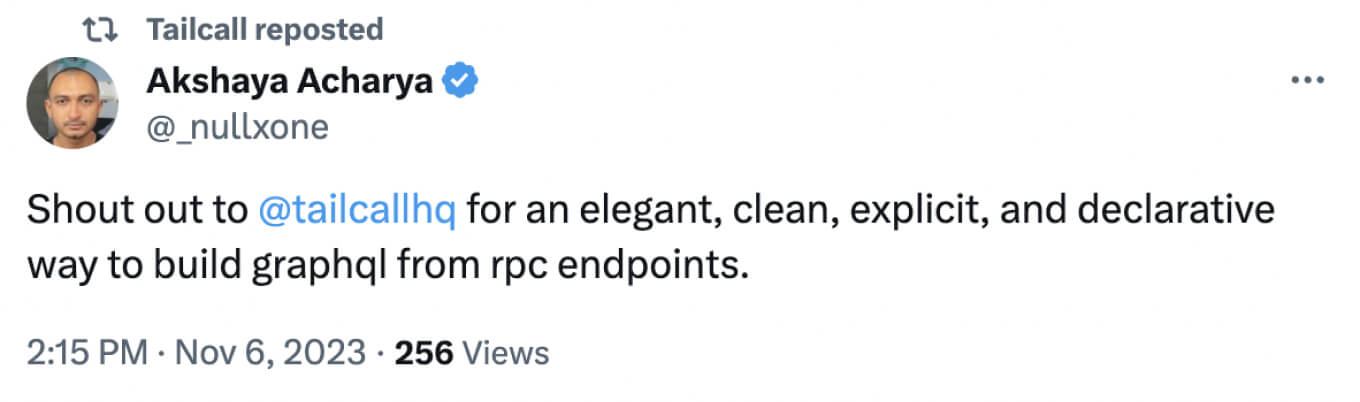 Tailcall reposted
Akshaya Acharya
@_nullxone
Shout out to @tailcallhq for an elegant, clean, explicit, and declarative
way to build graphql from rpc endpoints.
2:15 PM · Nov 6, 2023 · 256 Views